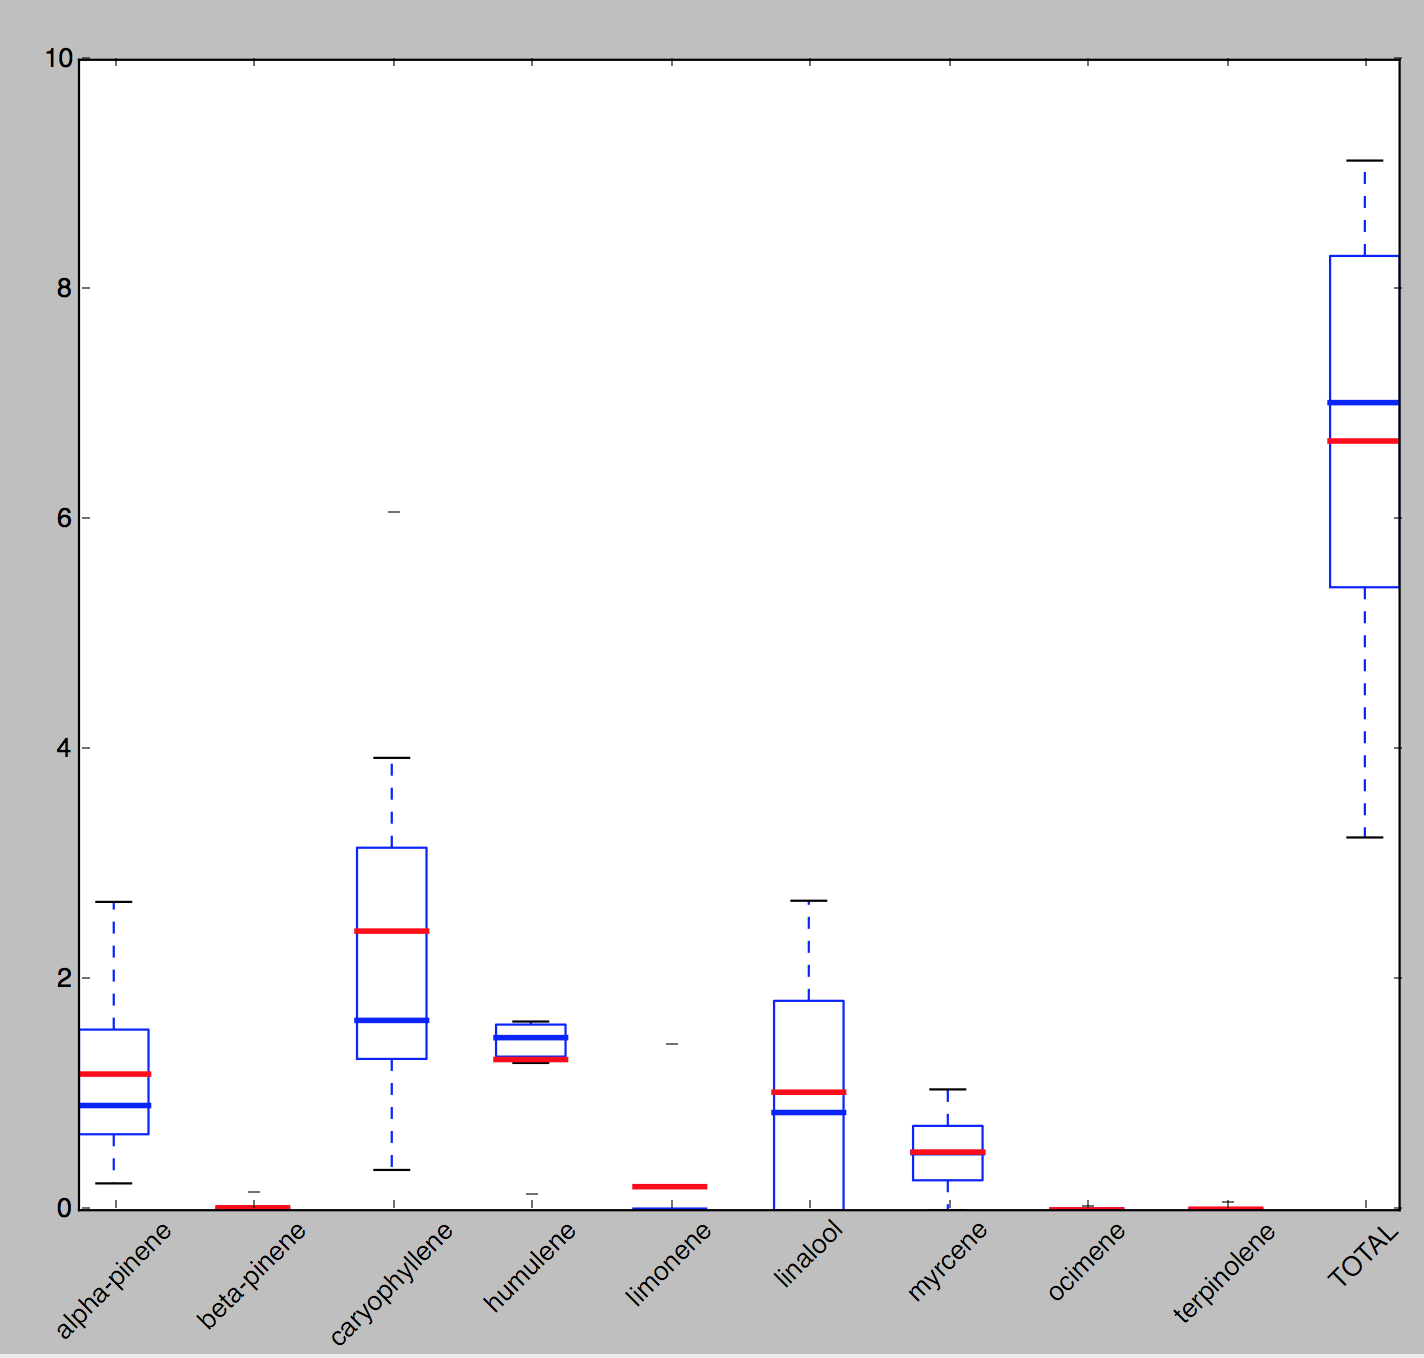 10
8
6
4
2
0
alpha-pinene
beta-pinene
caryophyllene
humulene
limonene
linalool
myrcene
ocimene
terpinolene
TOTAL